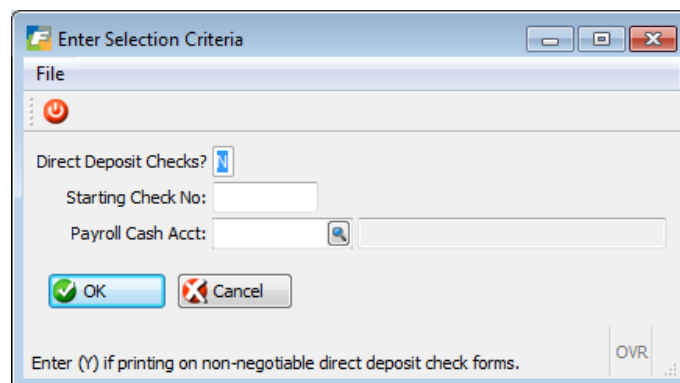 Enter Selection Criteria
File
Direct Deposit Checks? N
Starting Check No:
Payroll Cash Acct:
OK Cancel
Enter (Y) if printing on non-negotiable direct deposit check forms. OVR